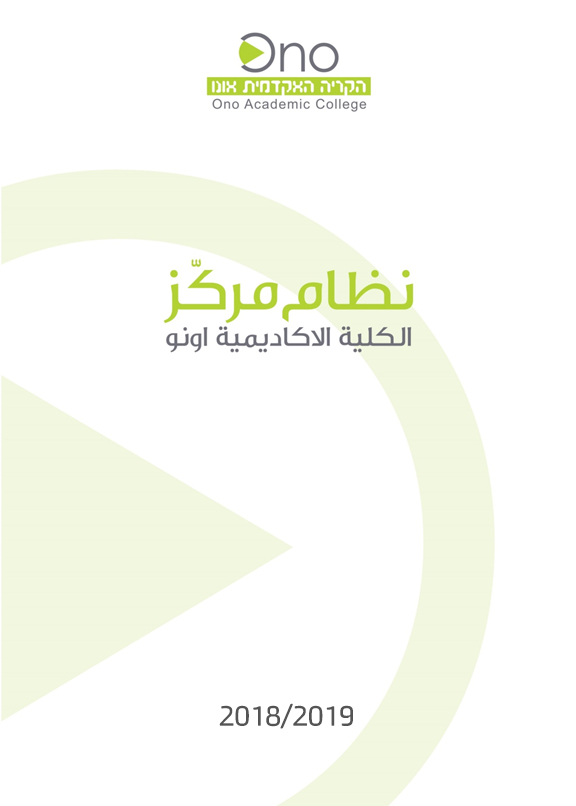 Ono
הקריה האקדמית אונו
Ono Academic College
نظام مركّز
الكلية الاكاديمية اونو
2018/2019